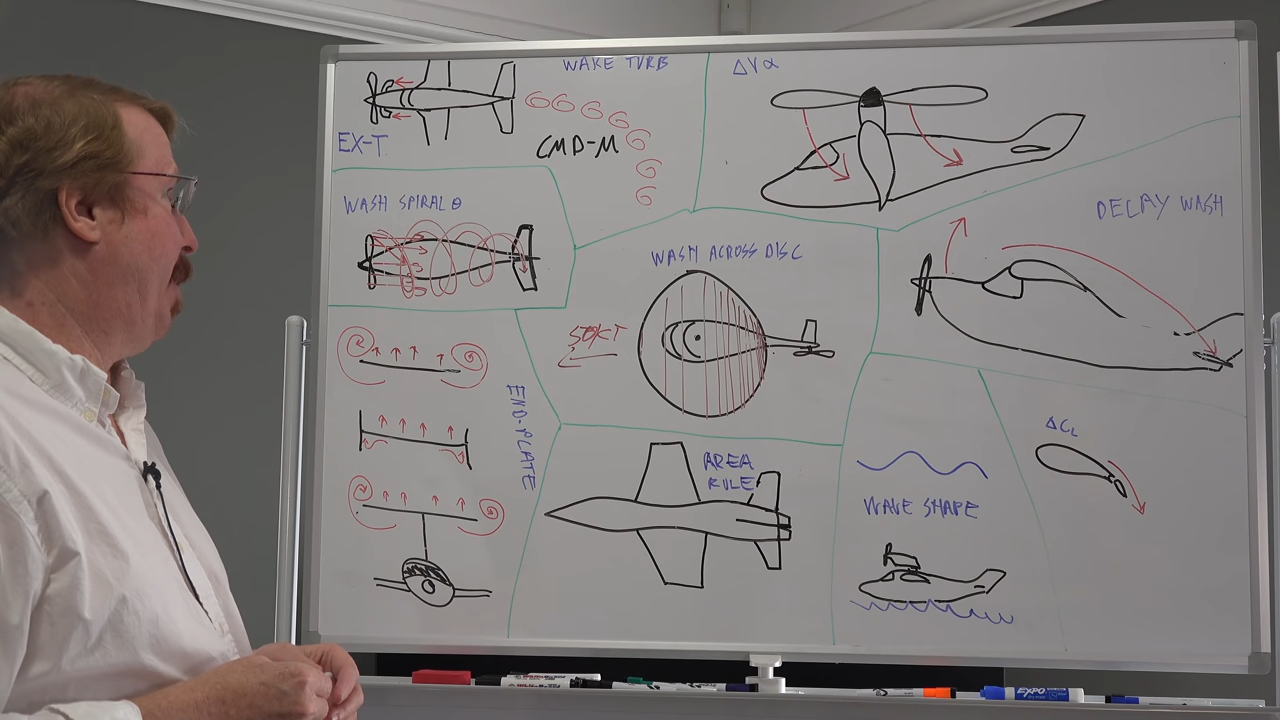 WAKE TURB
EX-T
CMD-M
ΔVα
WASH SPIRAL θ
WASH ACROSS DISC
50KT
DELAY WASH
END-PLATE
AREA
RULE
WAVE SHAPE
ΔCL
EXPO